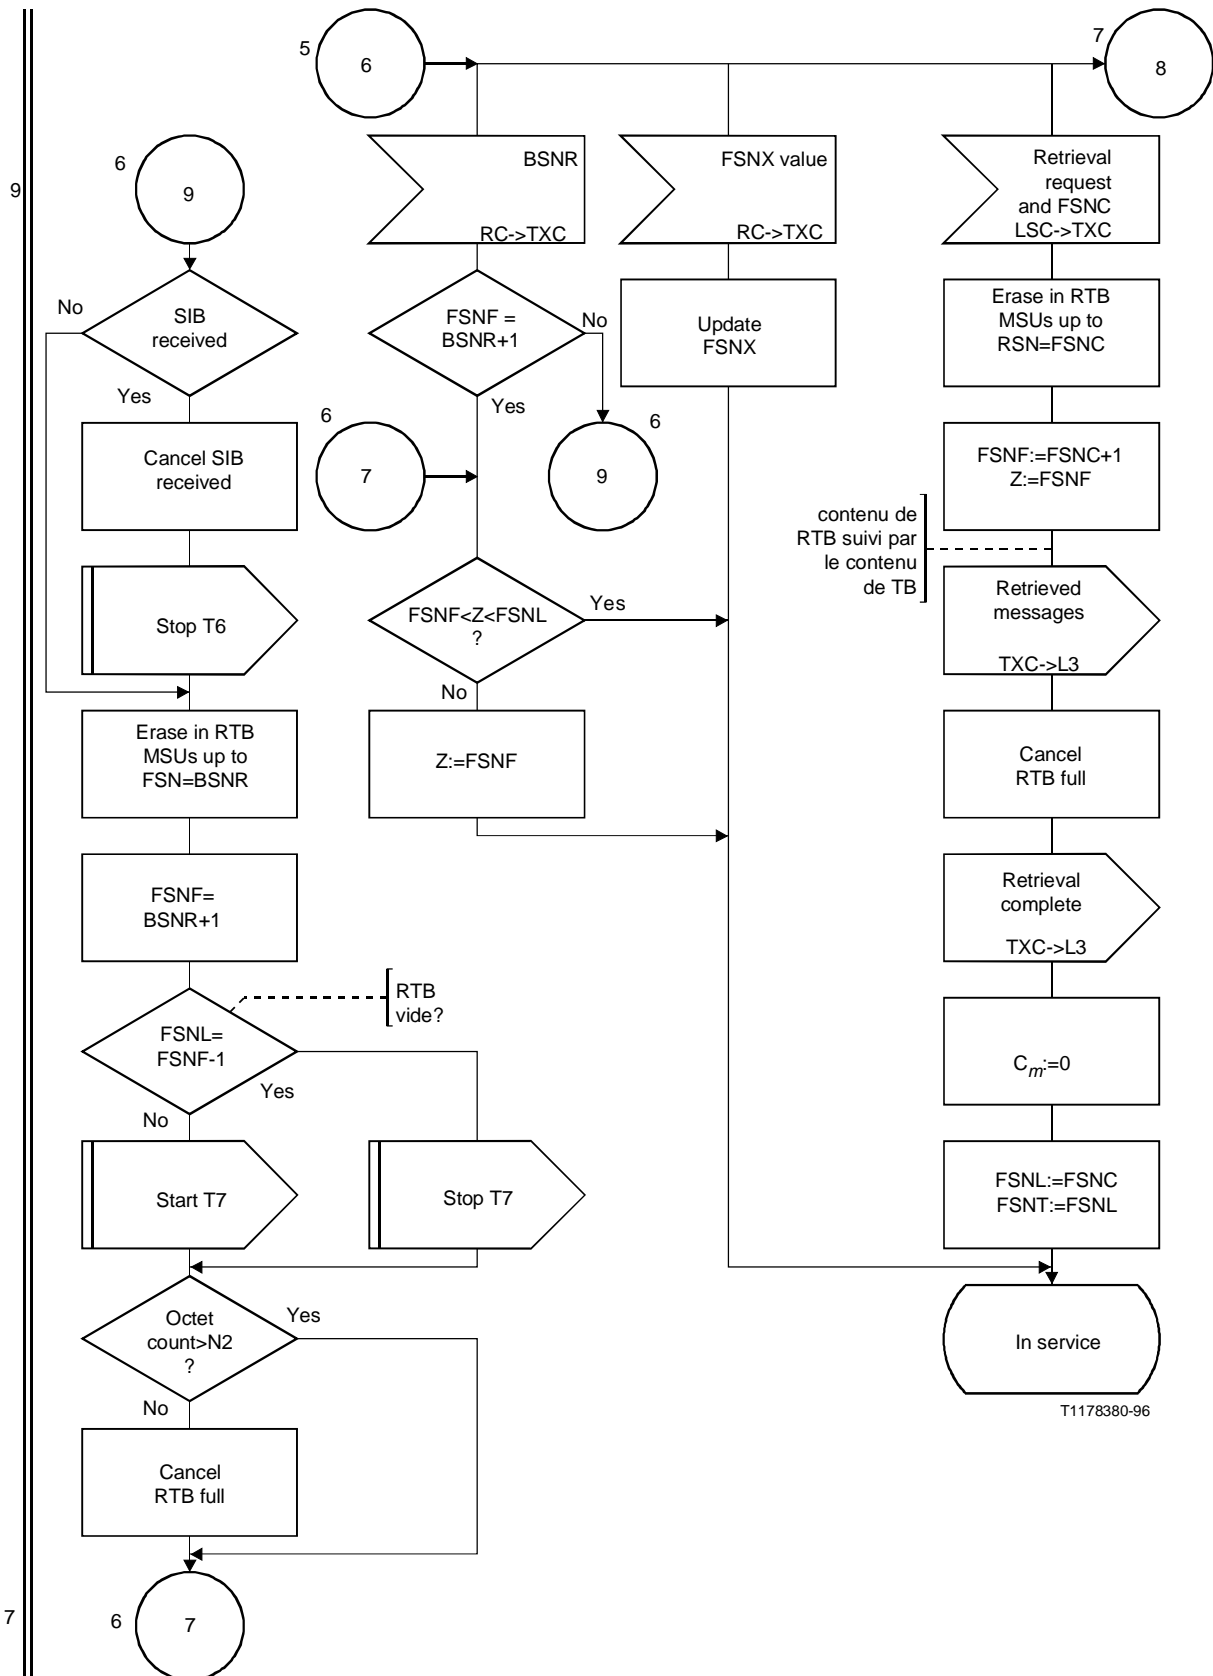 5
6
7
8
BSNR
RC->TXC
FSNX value
RC->TXC
Retrieval
request
and FSNC
LSC->TXC
9
6
9
SIB
received
No
Yes
Cancel SIB
received
Stop T6
Erase in RTB
MSUs up to
FSN=BSNR
FSNF=
BSNR+1
RTB
vide?
FSNL=
FSNF-1
Yes
No
Start T7
Stop T7
Octet
count>N2
?
Yes
No
Cancel
RTB full
7
6
7
FSNF =
BSNR+1
No
Yes
6
7
6
9
FSNF<Z<FSNL
?
Yes
No
Z:=FSNF
Update
FSNX
Erase in RTB
MSUs up to
RSN=FSNC
FSNF:=FSNC+1
Z:=FSNF
contenu de
RTB suivi par
le contenu
de TB
Retrieved
messages
TXC->L3
Cancel
RTB full
Retrieval
complete
TXC->L3
Cm:=0
FSNL:=FSNC
FSNT:=FSNL
In service
T1178380-96